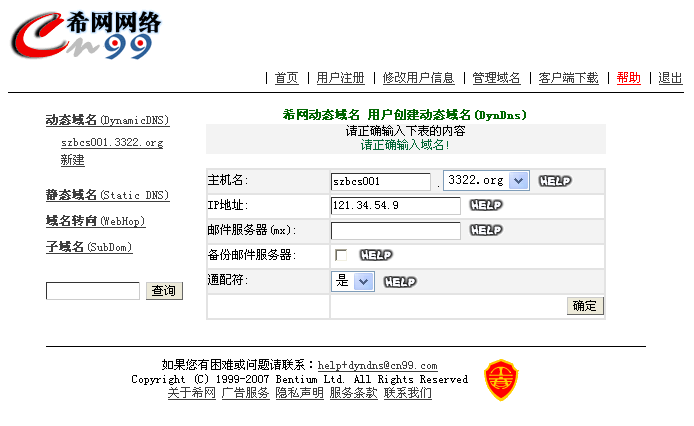 希网网络
Cn99
| 首页 | 用户注册 | 修改用户信息 | 管理域名 | 客户端下载 | 帮助 | 退出
动态域名(DynamicDNS)
szbcs001.3322.org
新建
静态域名(Static DNS)
域名转向(WebHop)
子域名(SubDom)
查询
希网动态域名 用户创建动态域名(DynDns)
请正确输入下表的内容
请正确输入域名!
主机名: szbcs001 . 3322.org HELP
IP地址: 121.34.54.9 HELP
邮件服务器(mx): HELP
备份邮件服务器: HELP
通配符: 是 HELP
确定
如果您有困难或问题请联系：help+dyndns@cn99.com
Copyright (C) 1999-2007 Bentium Ltd. All Rights Reserved
关于希网 广告服务 隐私声明 服务条款 联系我们